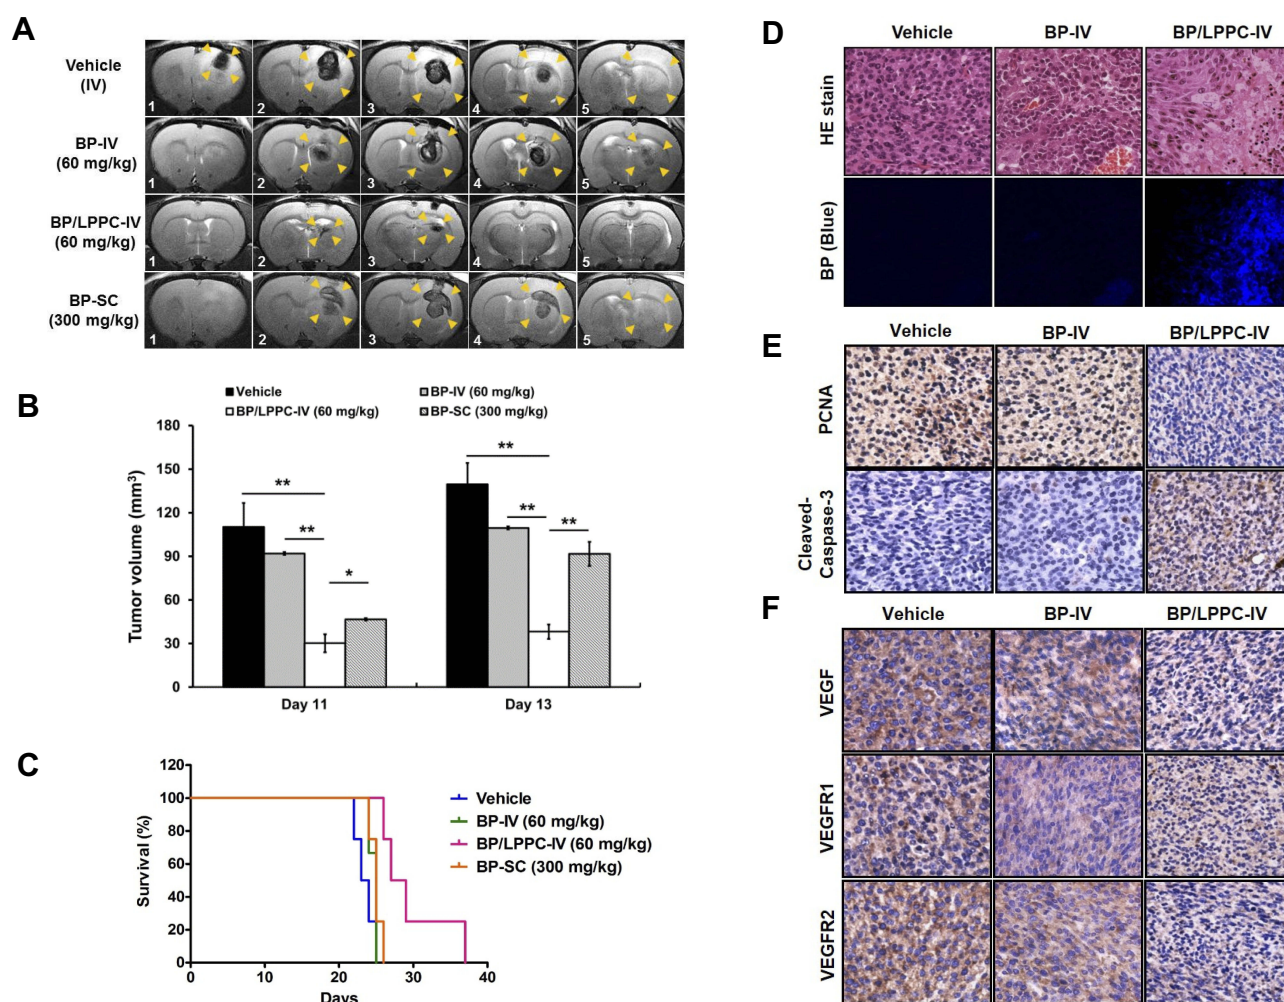 A
Vehicle
(IV)
1 2 3 4 5
BP-IV
(60 mg/kg)
1 2 3 4 5
BP/LPPC-IV
(60 mg/kg)
1 2 3 4 5
BP-SC
(300 mg/kg)
1 2 3 4 5
B
Vehicle BP-IV (60 mg/kg)
BP/LPPC-IV (60 mg/kg) BP-SC (300 mg/kg)
Tumor volume (mm3)
180
150
120
90
60
30
0
** ** * ** ** **
Day 11 Day 13
C
Survival (%)
120
100
80
60
40
20
0
0 10 20 30 40
Days
Vehicle
BP-IV (60 mg/kg)
BP/LPPC-IV (60 mg/kg)
BP-SC (300 mg/kg)
D
Vehicle BP-IV BP/LPPC-IV
HE stain
BP (Blue)
E
Vehicle BP-IV BP/LPPC-IV
PCNA
Cleaved-
Caspase-3
F
Vehicle BP-IV BP/LPPC-IV
VEGF
VEGFR1
VEGFR2